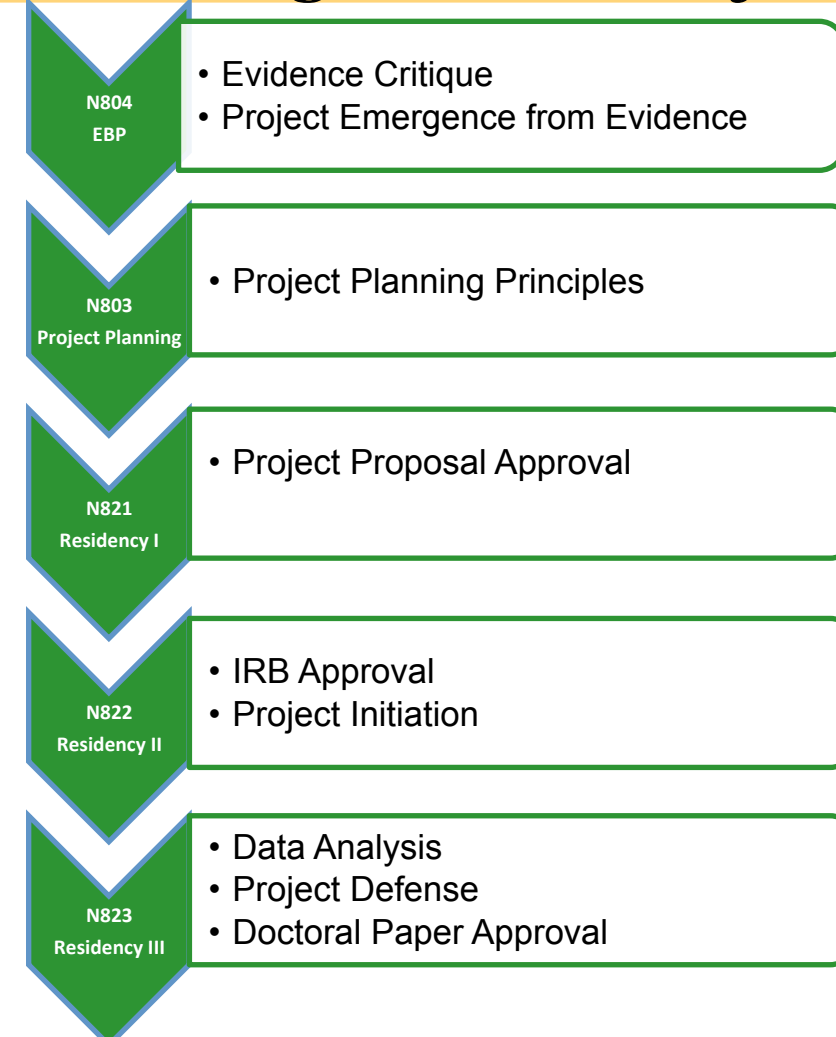 N804
EBP
• Evidence Critique
• Project Emergence from Evidence
N803
Project Planning
• Project Planning Principles
N821
Residency I
• Project Proposal Approval
N822
Residency II
• IRB Approval
• Project Initiation
N823
Residency III
• Data Analysis
• Project Defense
• Doctoral Paper Approval